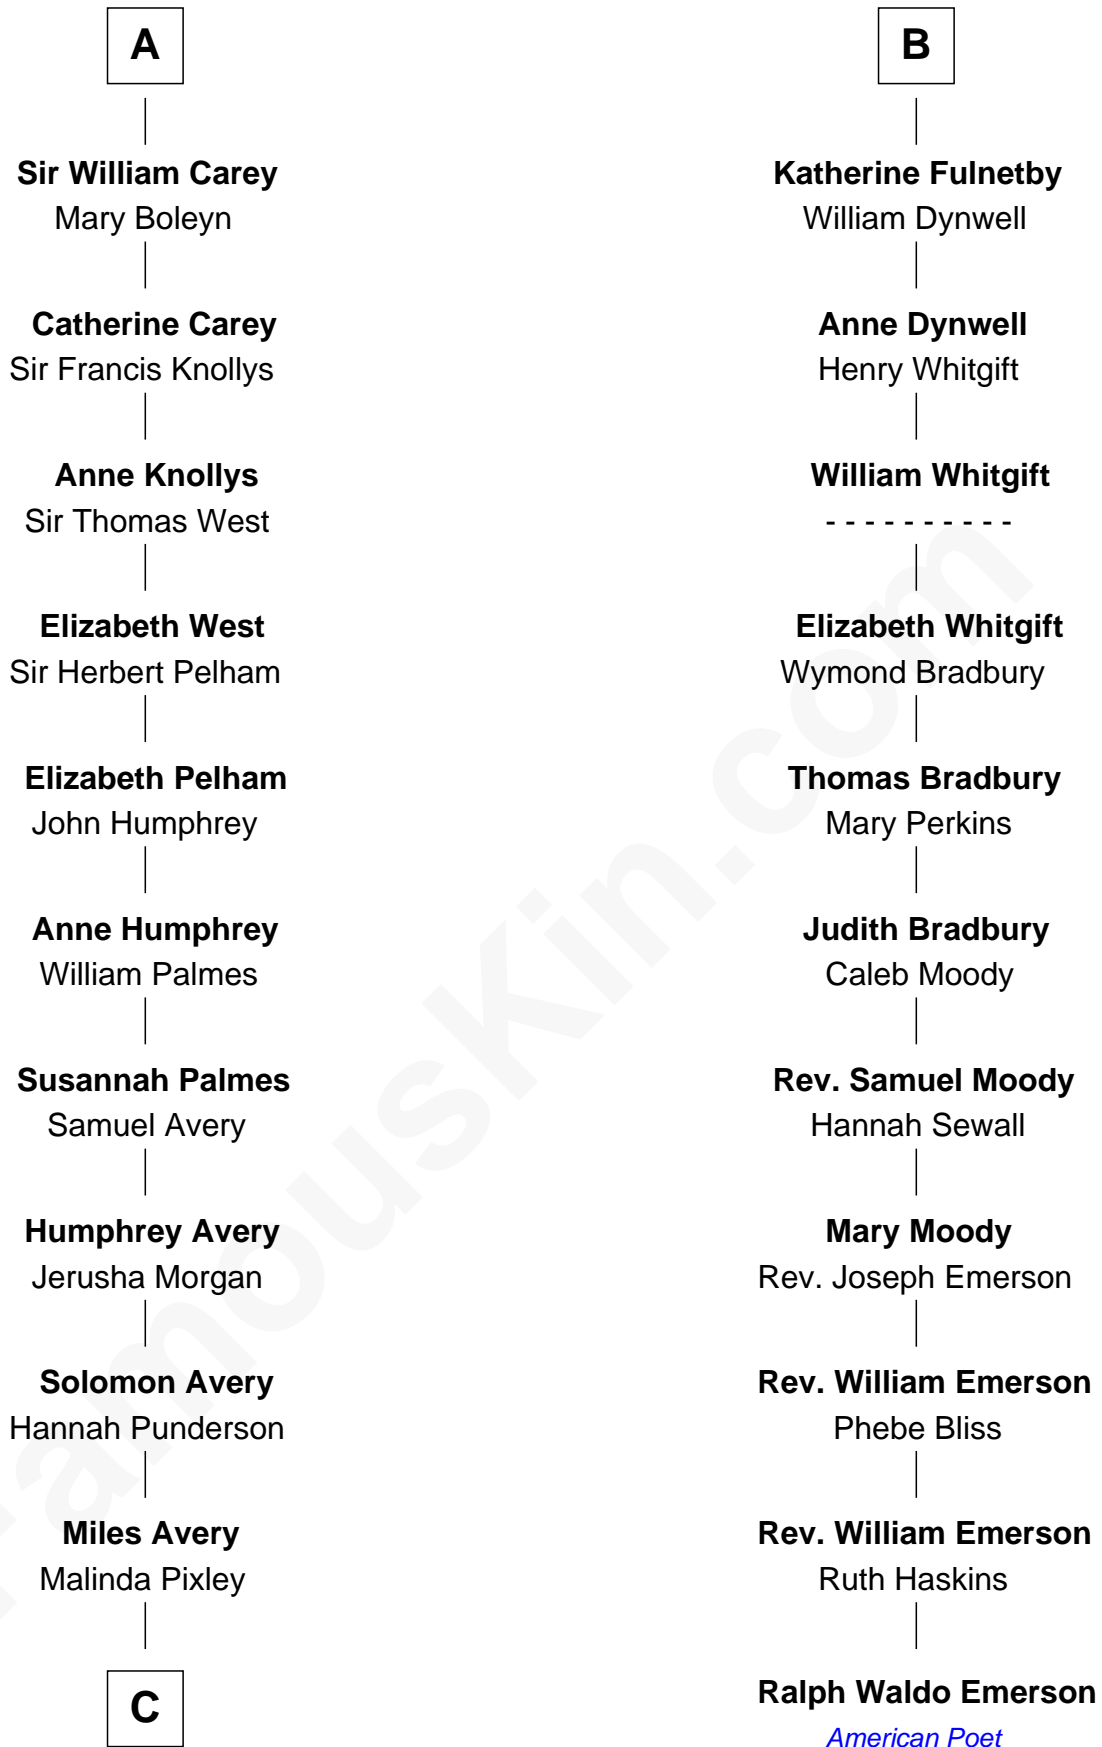 A
Sir William Carey
Mary Boleyn
Catherine Carey
Sir Francis Knollys
Anne Knollys
Sir Thomas West
Elizabeth West
Sir Herbert Pelham
Elizabeth Pelham
John Humphrey
Anne Humphrey
William Palmes
Susannah Palmes
Samuel Avery
Humphrey Avery
Jerusha Morgan
Solomon Avery
Hannah Punderson
Miles Avery
Malinda Pixley
C
B
Katherine Fulnetby
William Dynwell
Anne Dynwell
Henry Whitgift
William Whitgift
- - - - - - - - - -
Elizabeth Whitgift
Wymond Bradbury
Thomas Bradbury
Mary Perkins
Judith Bradbury
Caleb Moody
Rev. Samuel Moody
Hannah Sewall
Mary Moody
Rev. Joseph Emerson
Rev. William Emerson
Phebe Bliss
Rev. William Emerson
Ruth Haskins
Ralph Waldo Emerson
American Poet
FamousKin.com